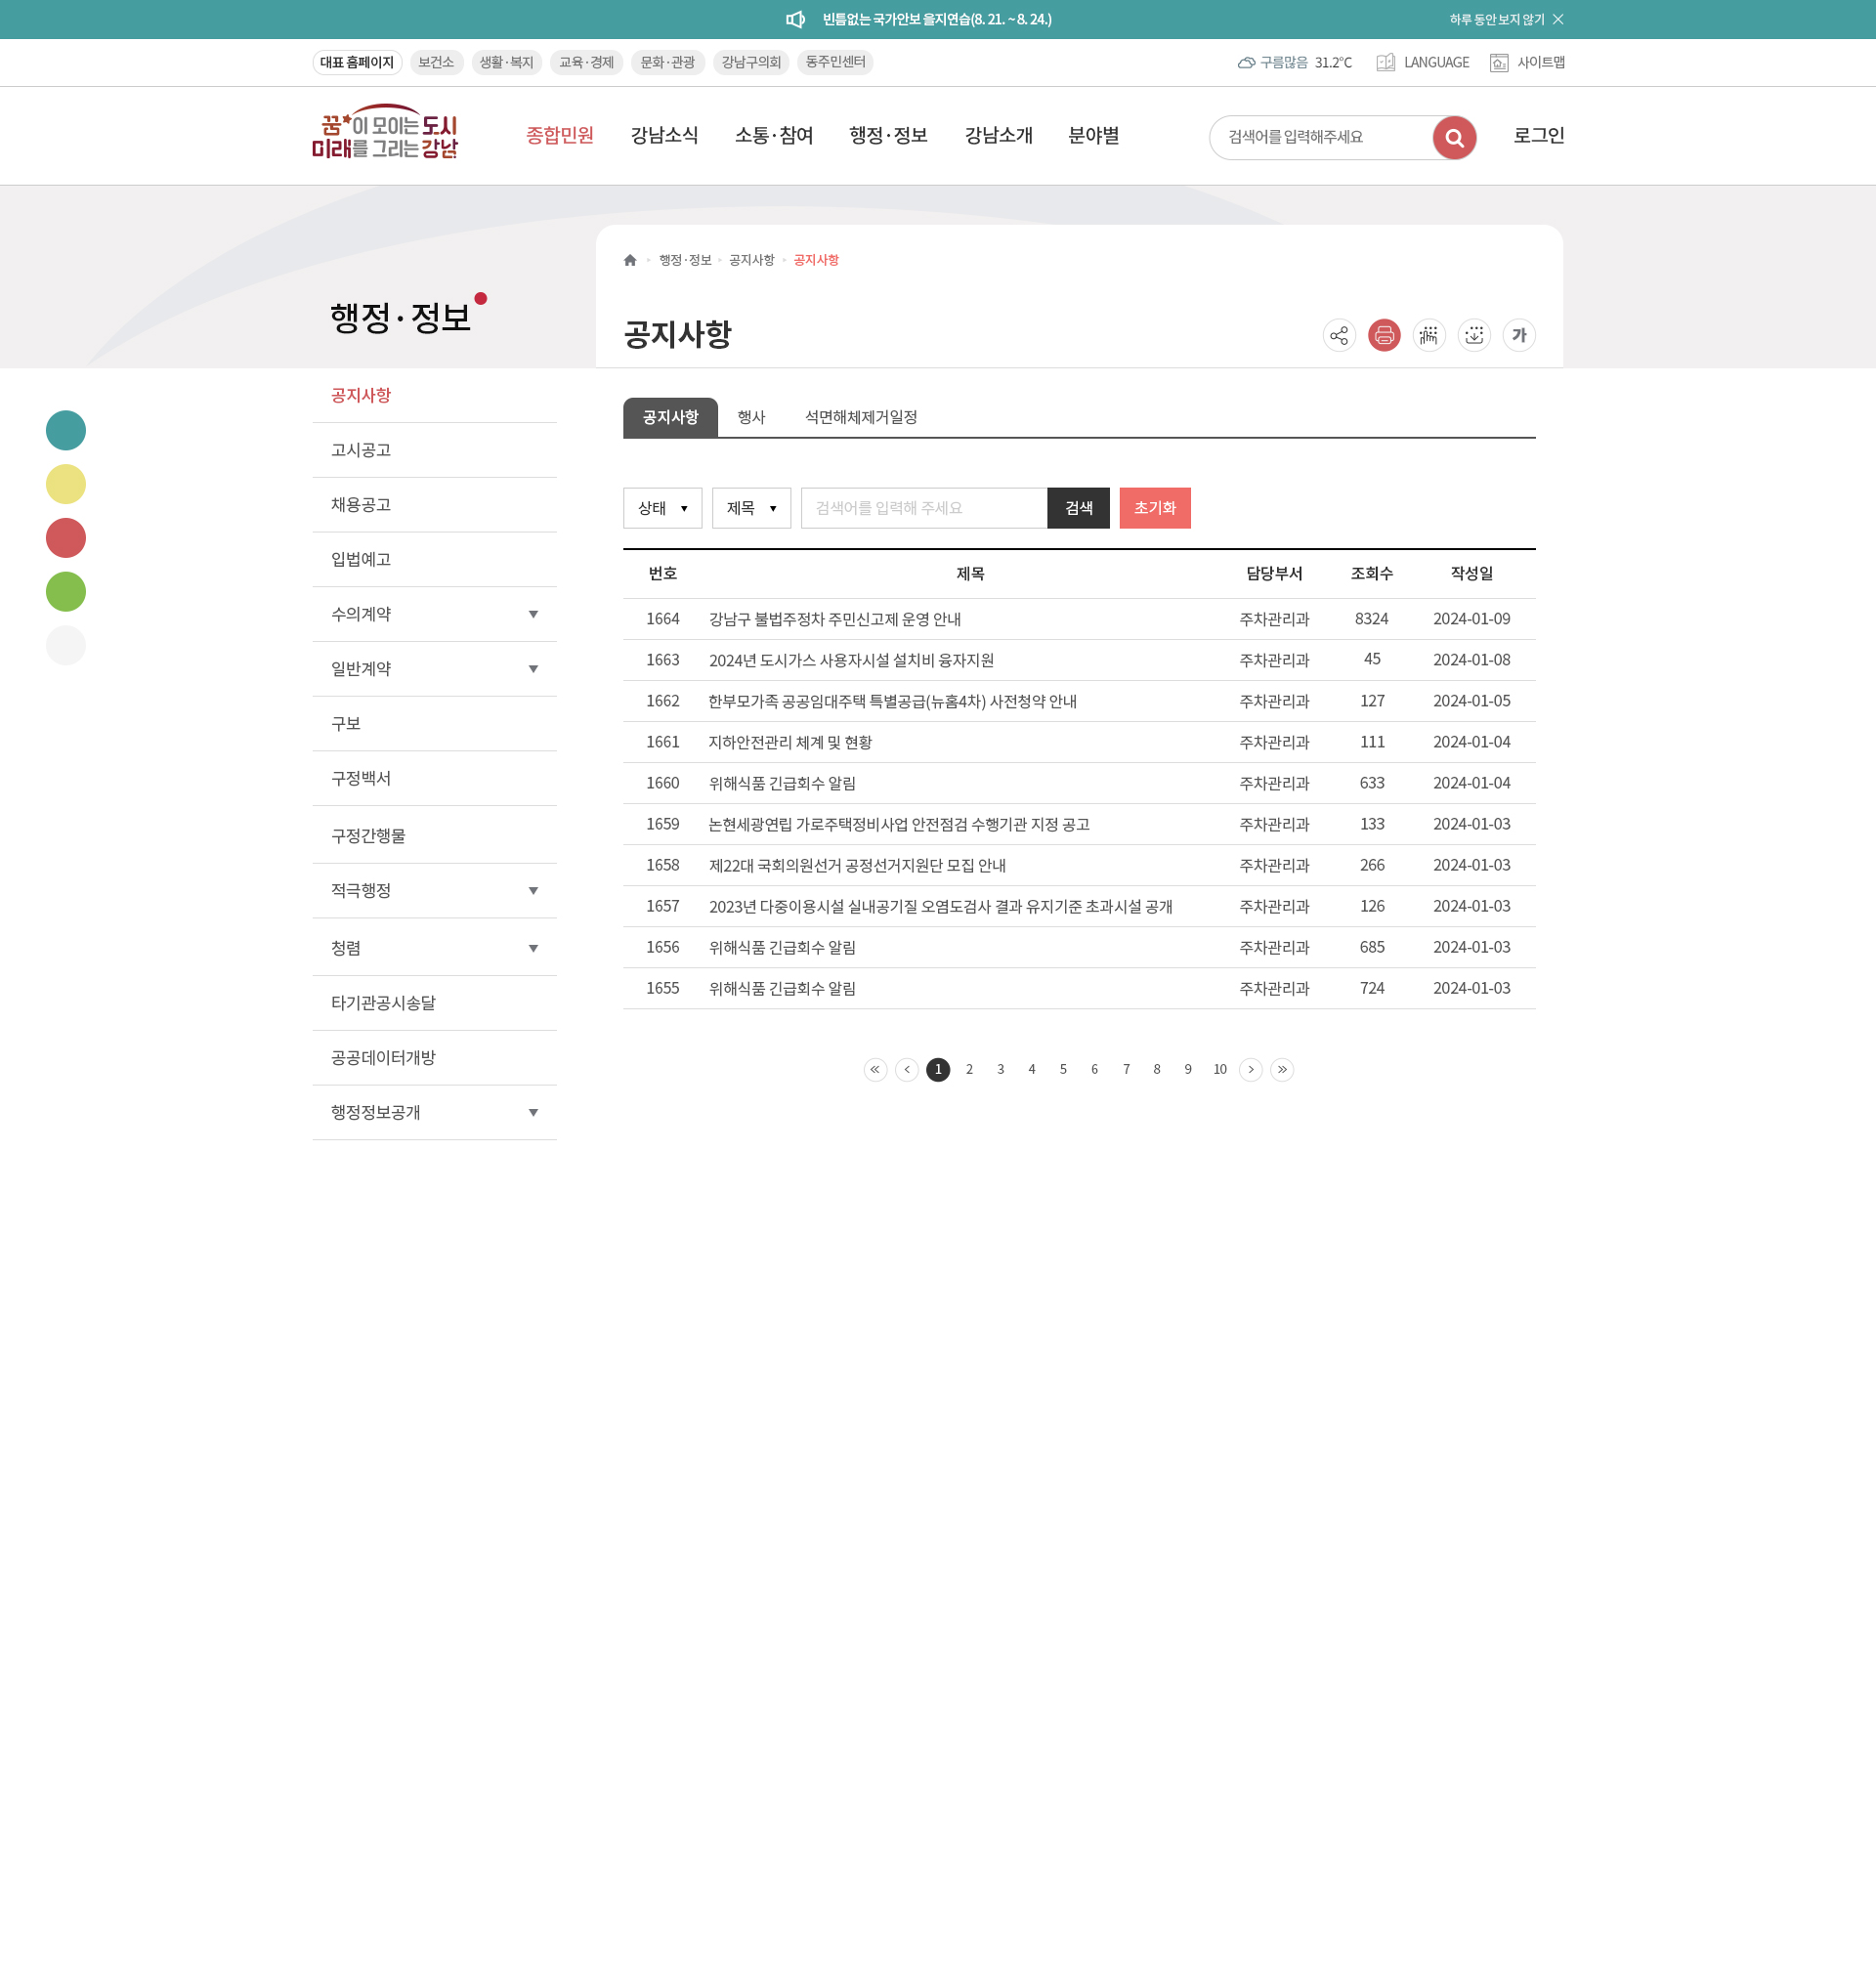 빈틈없는 국가안보 을지연습(8. 21. ~ 8. 24.)
하루 동안 보지 않기
대표 홈페이지 보건소 생활·복지 교육·경제 문화·관광 강남구의회 동주민센터
구름많음 31.2°C LANGUAGE 사이트맵
꿈이 모이는 도시
미래를 그리는 강남
종합민원 강남소식 소통·참여 행정·정보 강남소개 분야별
검색어를 입력해주세요
로그인
행정·정보 공지사항 공지사항
행정·정보
공지사항
가
공지사항
고시공고
채용공고
입법예고
수의계약
일반계약
구보
구정백서
구정간행물
적극행정
청렴
타기관공시송달
공공데이터개방
행정정보공개
공지사항 행사 석면해체제거일정
상태 제목 검색어를 입력해 주세요 검색 초기화
번호 제목 담당부서 조회수 작성일
1664 강남구 불법주정차 주민신고제 운영 안내 주차관리과 8324 2024-01-09
1663 2024년 도시가스 사용자시설 설치비 융자지원 주차관리과 45 2024-01-08
1662 한부모가족 공공임대주택 특별공급(뉴홈4차) 사전청약 안내 주차관리과 127 2024-01-05
1661 지하안전관리 체계 및 현황 주차관리과 111 2024-01-04
1660 위해식품 긴급회수 알림 주차관리과 633 2024-01-04
1659 논현세광연립 가로주택정비사업 안전점검 수행기관 지정 공고 주차관리과 133 2024-01-03
1658 제22대 국회의원선거 공정선거지원단 모집 안내 주차관리과 266 2024-01-03
1657 2023년 다중이용시설 실내공기질 오염도검사 결과 유지기준 초과시설 공개 주차관리과 126 2024-01-03
1656 위해식품 긴급회수 알림 주차관리과 685 2024-01-03
1655 위해식품 긴급회수 알림 주차관리과 724 2024-01-03
1 2 3 4 5 6 7 8 9 10